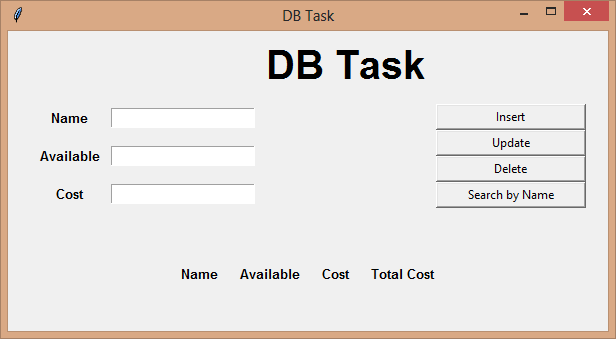 DB Task
DB Task
Name
Available
Cost
Insert
Update
Delete
Search by Name
Name Available Cost Total Cost